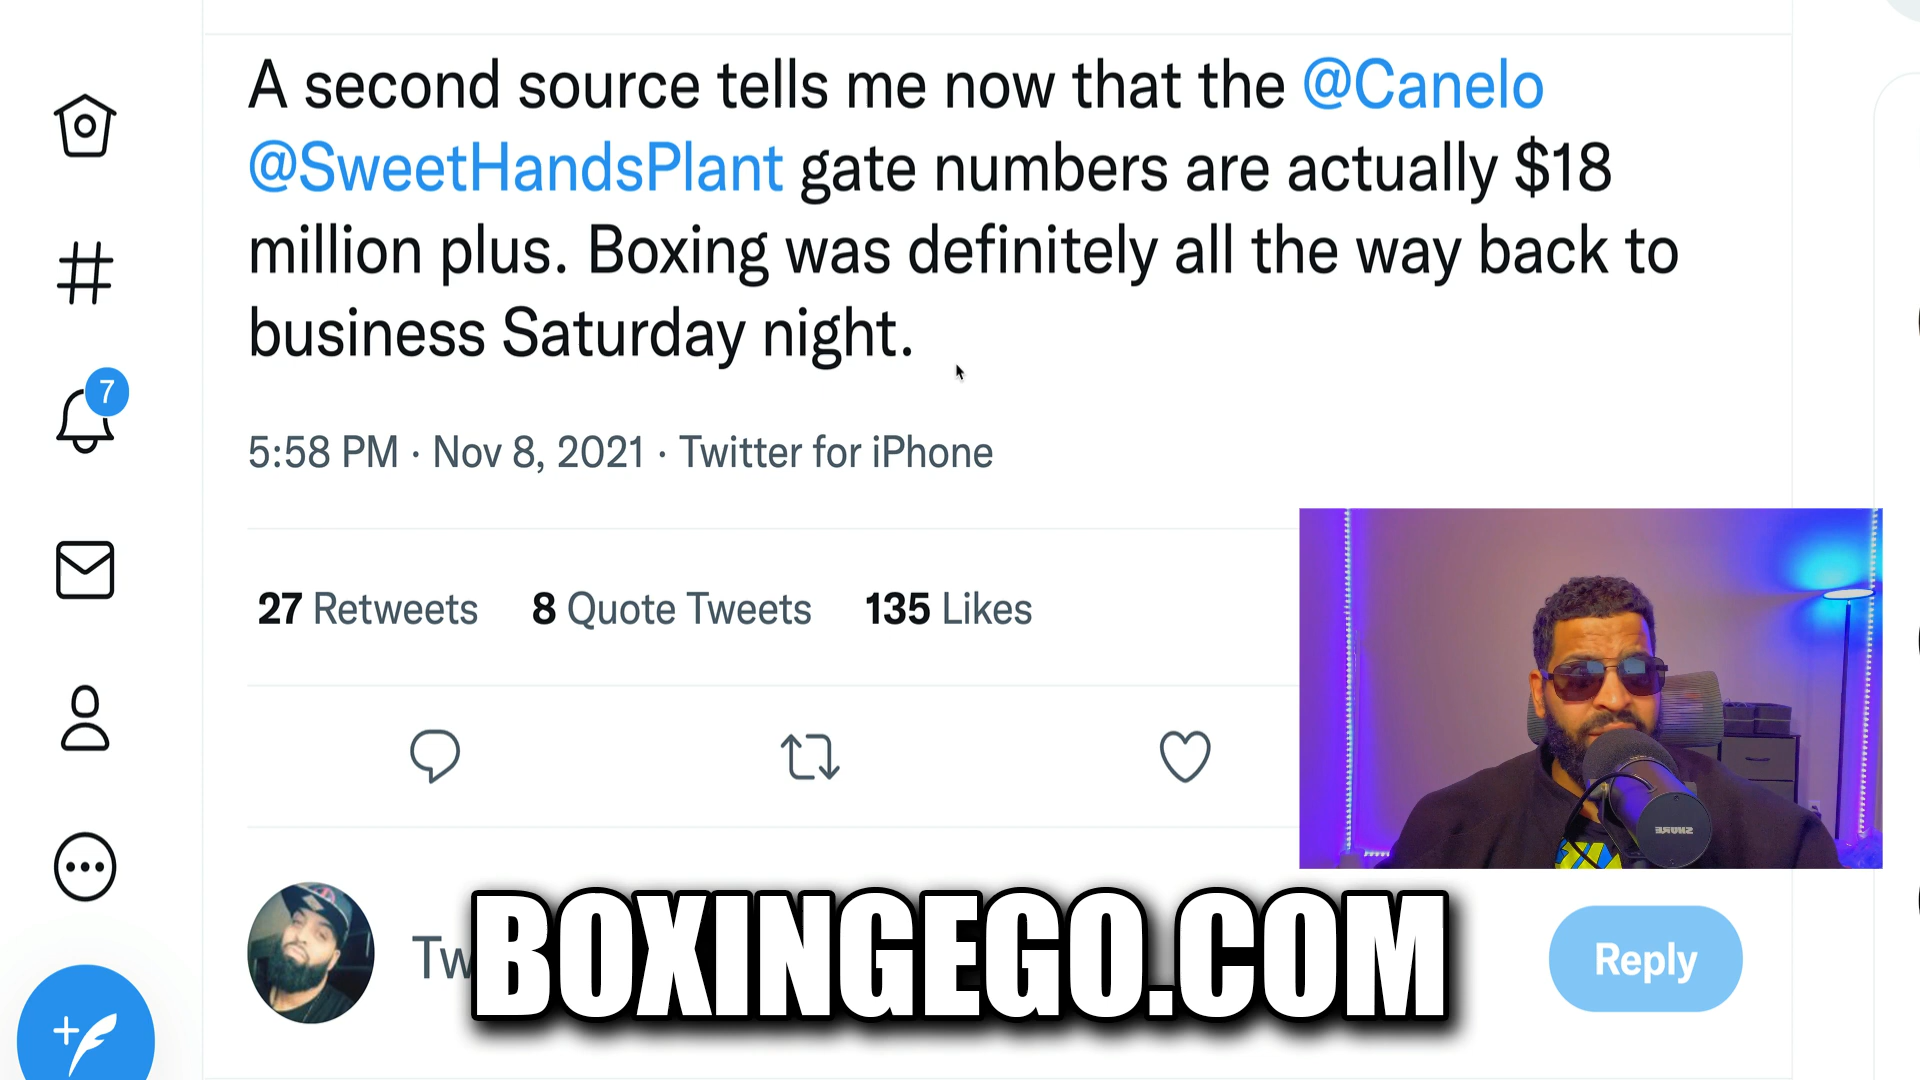 A second source tells me now that the @Canelo
@SweetHandsPlant gate numbers are actually $18
million plus. Boxing was definitely all the way back to
business Saturday night.
7
5:58 PM · Nov 8, 2021 · Twitter for iPhone
27 Retweets 8 Quote Tweets 135 Likes
SHURE
Tw
BOXINGEGO.COM
Reply